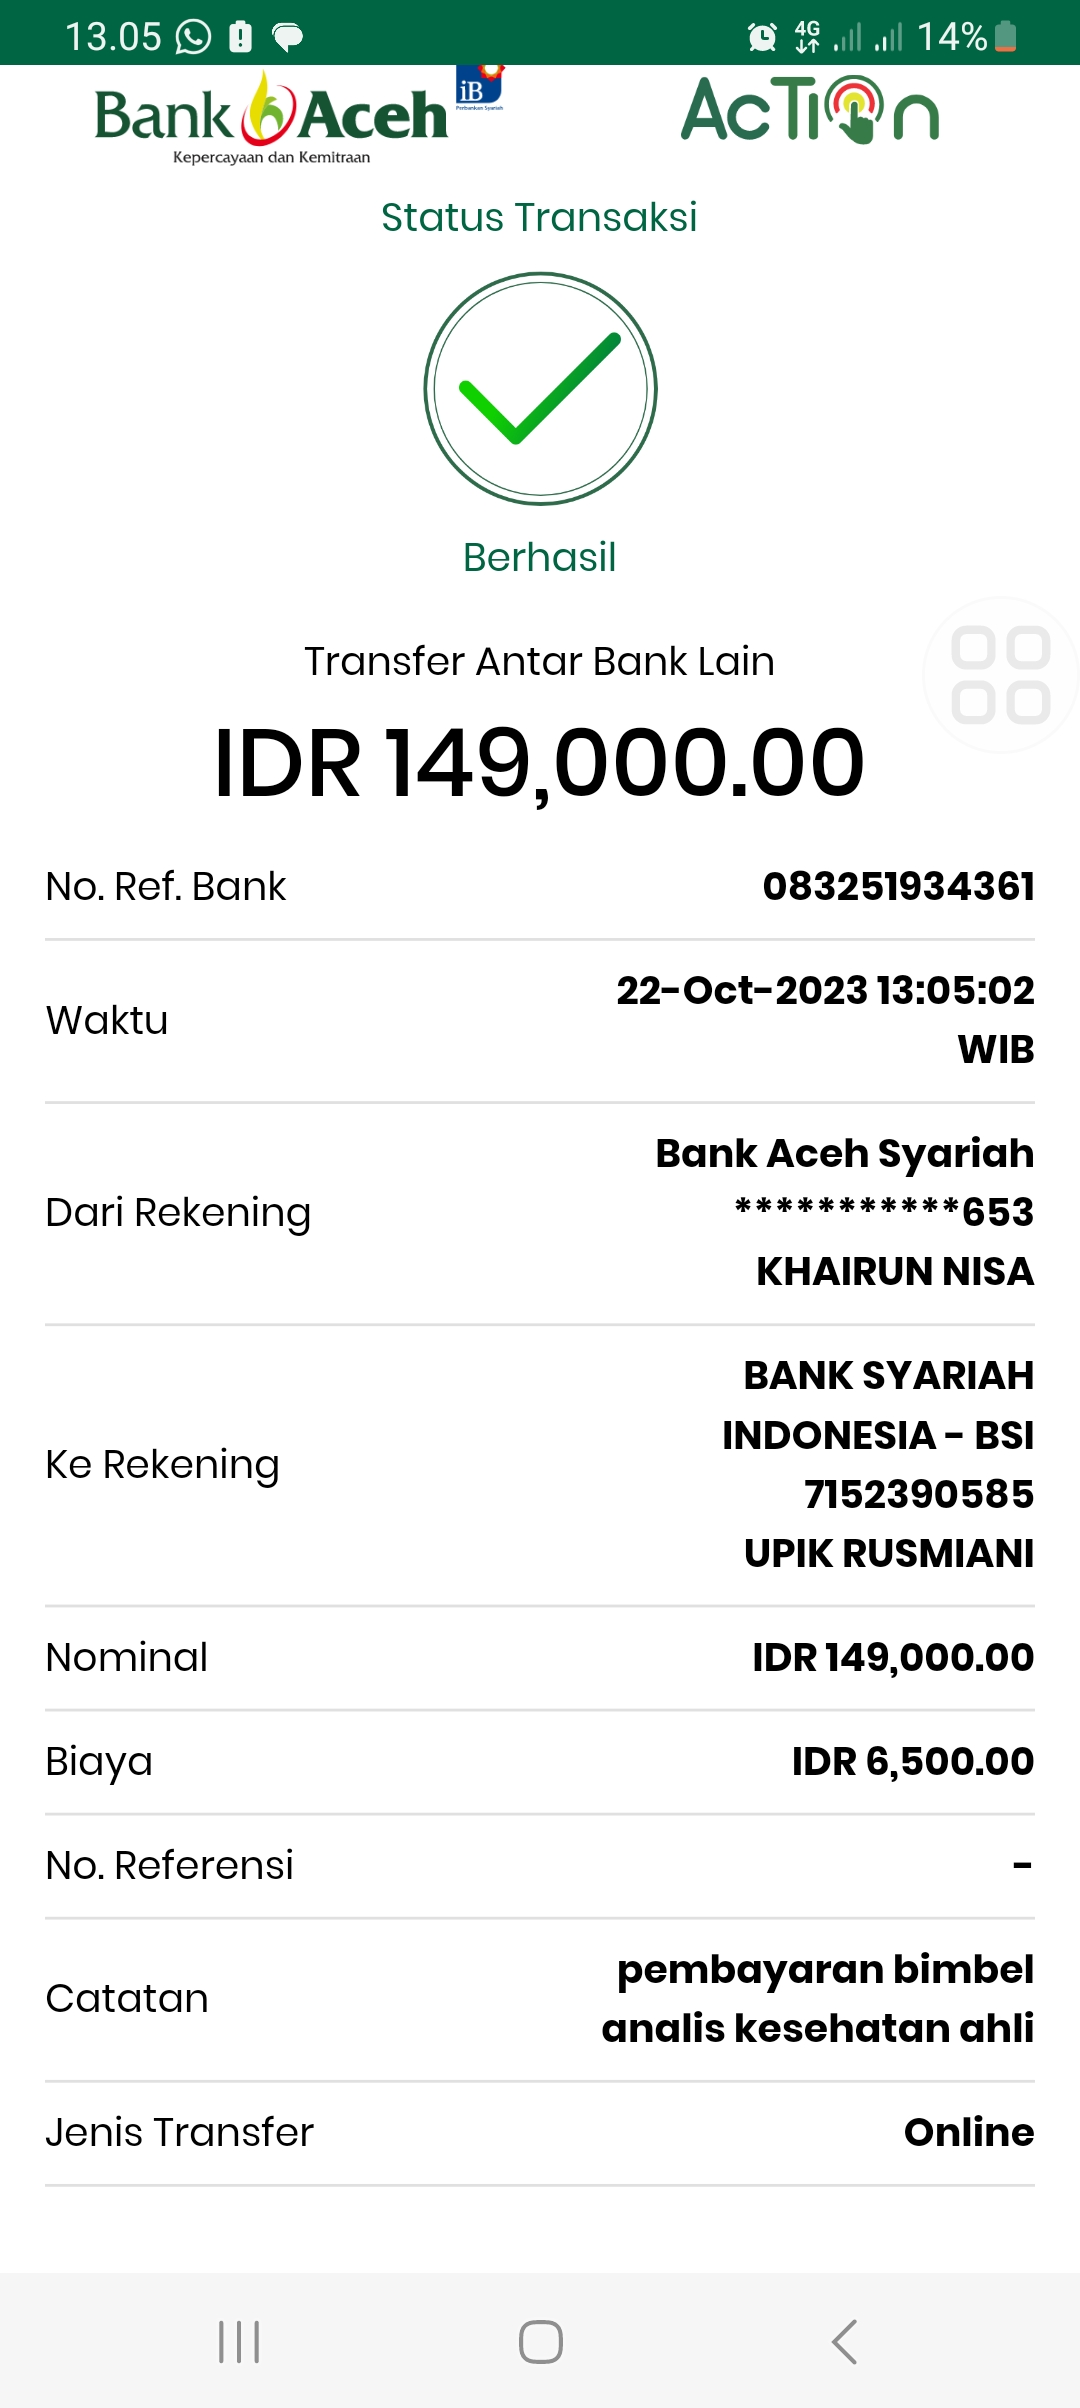 13.05 4G 14%
Bank Aceh iB AcTion
Perbankan Syariah
Kepercayaan dan Kemitraan
Status Transaksi
Berhasil
Transfer Antar Bank Lain
IDR 149,000.00
No. Ref. Bank 083251934361
Waktu 22-Oct-2023 13:05:02
WIB
Dari Rekening Bank Aceh Syariah
***********653
KHAIRUN NISA
Ke Rekening BANK SYARIAH
INDONESIA - BSI
7152390585
UPIK RUSMIANI
Nominal IDR 149,000.00
Biaya IDR 6,500.00
No. Referensi -
Catatan pembayaran bimbel
analis kesehatan ahli
Jenis Transfer Online